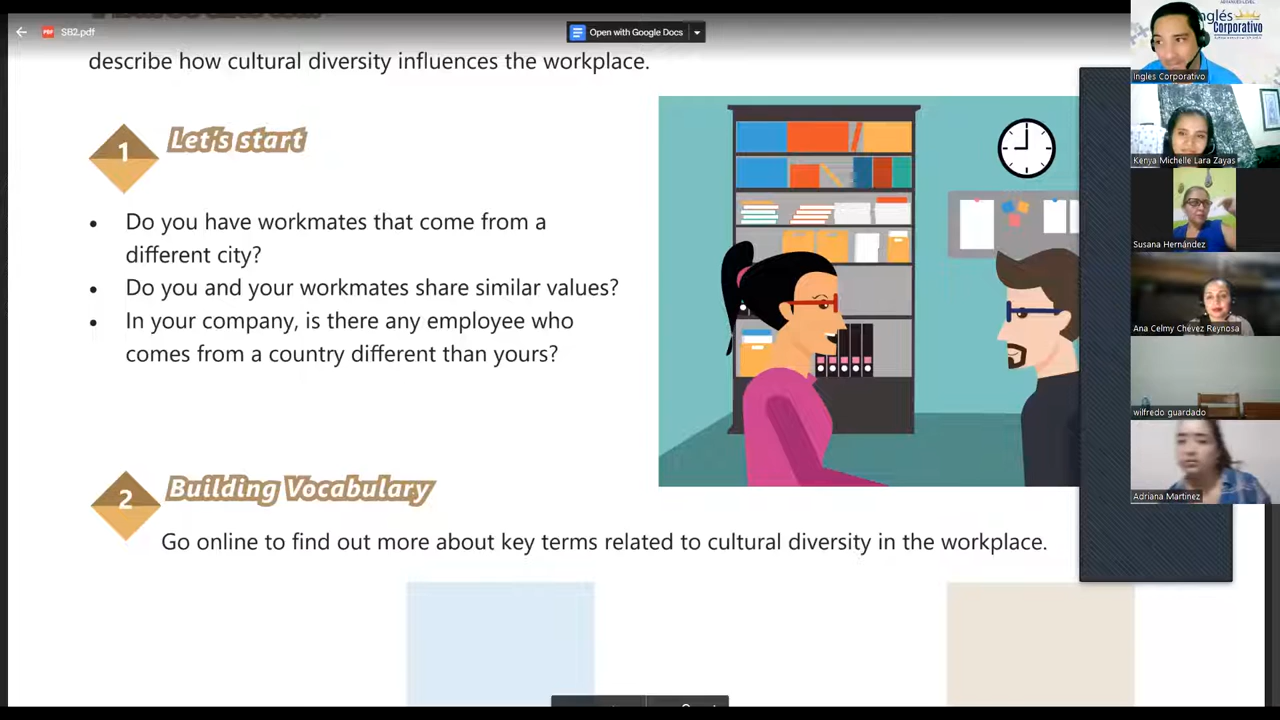 SB2.pdf
Open with Google Docs
describe how cultural diversity influences the workplace.
1
Let's start
• Do you have workmates that come from a
different city?
• Do you and your workmates share similar values?
• In your company, is there any employee who
comes from a country different than yours?
2
Building Vocabulary
Go online to find out more about key terms related to cultural diversity in the workplace.
Inglés
Corporativo
Ingles Corporativo
Kenya Michelle Lara Zayas
Susana Hernández
Ana Celmy Chévez Reynosa
wilfredo guardado
Adriana Martinez